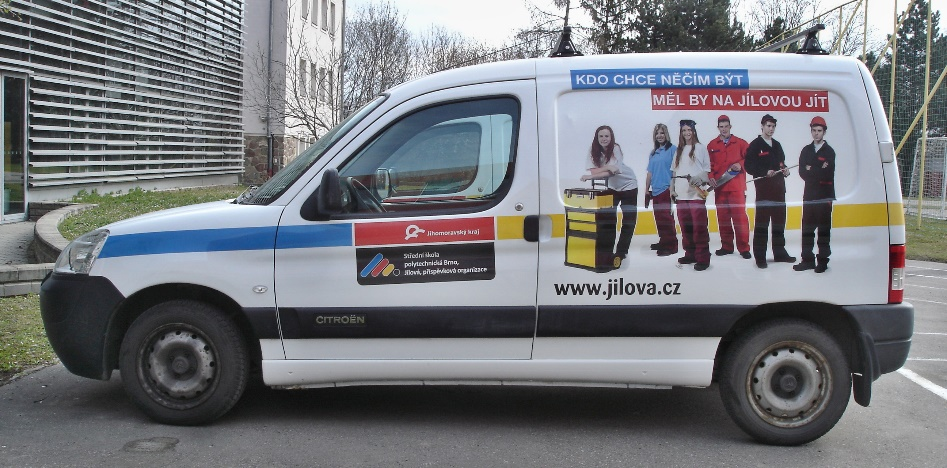 KDO CHCE NĚČÍM BÝT
MĚL BY NA JÍLOVOU JÍT
Jihomoravský kraj
Střední škola
polytechnická Brno,
Jílová, příspěvková organizace
www.jilova.cz
CITROËN